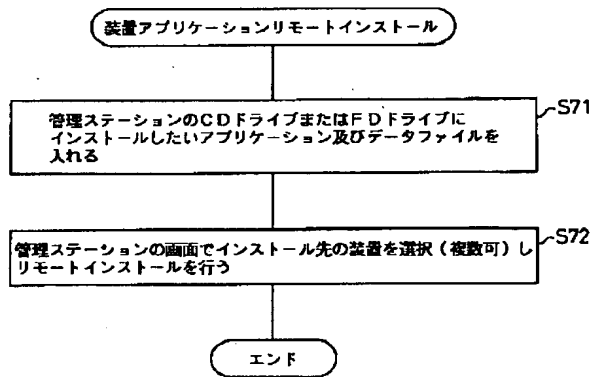 装置アプリケーションリモートインストール
S71
管理ステーションのCDドライブまたはFDドライブに
インストールしたいアプリケーション及びデータファイルを
入れる
S72
管理ステーションの画面でインストール先の装置を選択(複数可)し
リモートインストールを行う
エンド